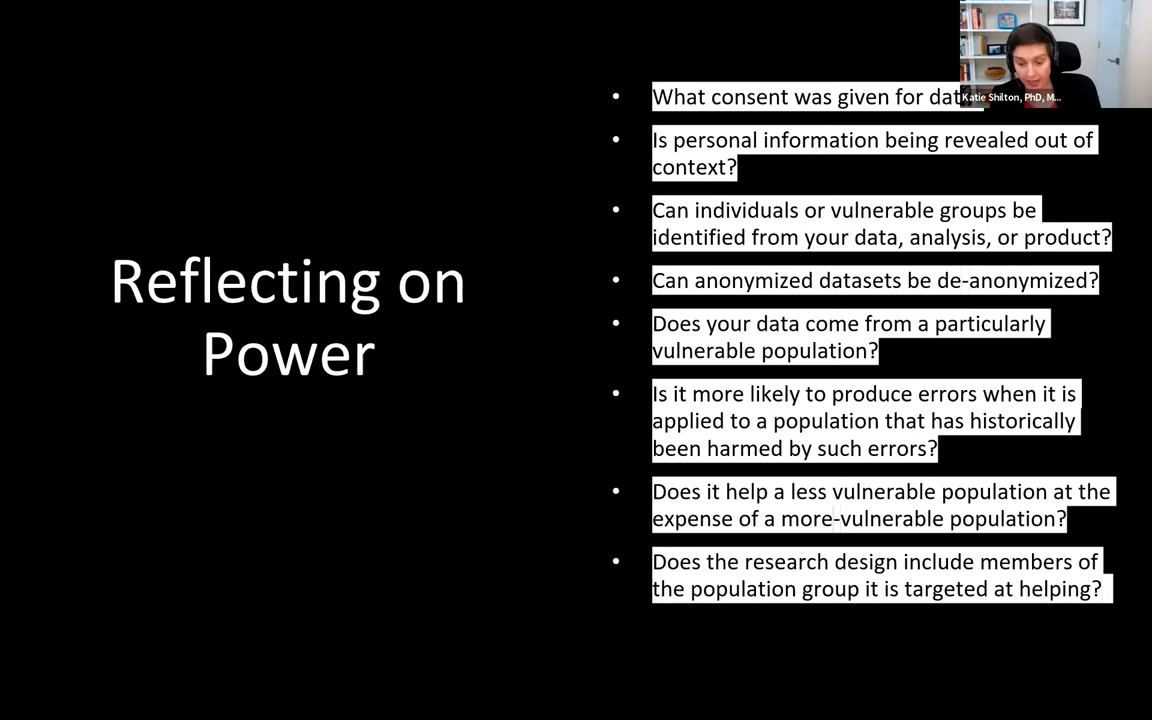 Reflecting on
Power
• What consent was given for dat
• Is personal information being revealed out of
context?
• Can individuals or vulnerable groups be
identified from your data, analysis, or product?
• Can anonymized datasets be de-anonymized?
• Does your data come from a particularly
vulnerable population?
• Is it more likely to produce errors when it is
applied to a population that has historically
been harmed by such errors?
• Does it help a less vulnerable population at the
expense of a more-vulnerable population?
• Does the research design include members of
the population group it is targeted at helping?
Katie Shilton, PhD, M...